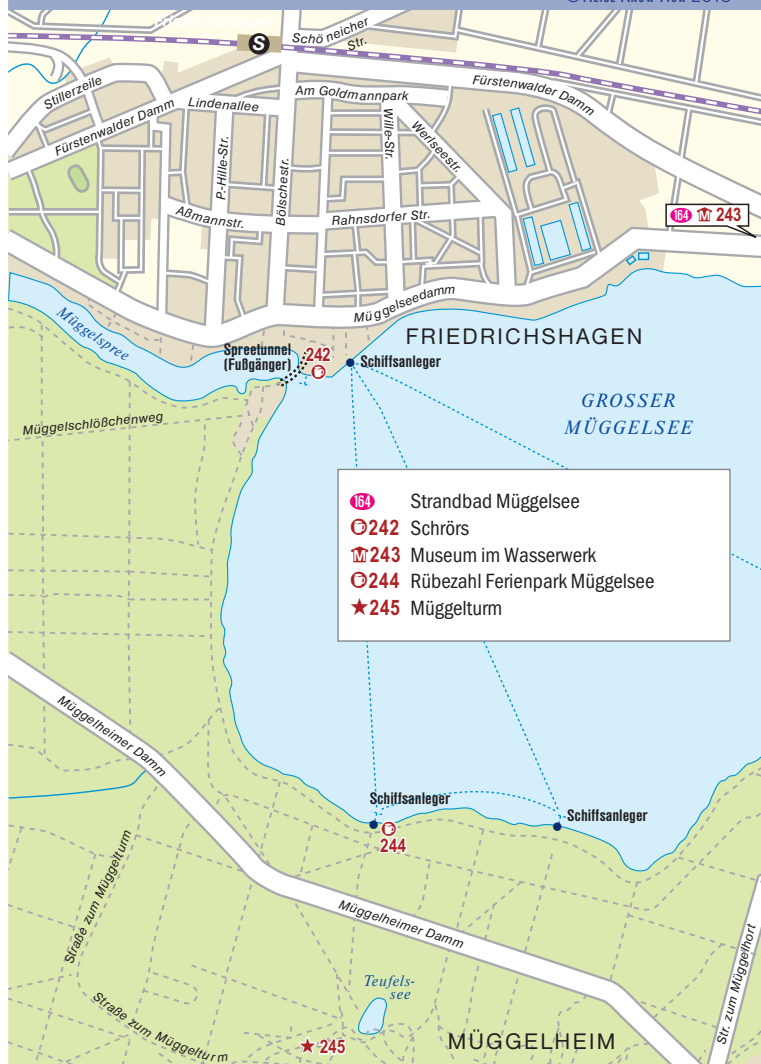 2013
S
Schöneicher
Str.
Stillerzeile
Am Goldmannpark
Fürstenwalder Damm
Lindenallee
Fürstenwalder Damm
P.-Hille-Str.
Bölschestr.
Wille-Str.
Werlseestr.
Aßmannstr.
Rahnsdorfer Str.
164 M 243
Müggelseedamm
Müggelspree
FRIEDRICHSHAGEN
Spreetunnel
(Fußgänger)
242
Schiffsanleger
GROSSER
MÜGGELSEE
Müggelschlößchenweg
164 Strandbad Müggelsee
242 Schrörs
M 243 Museum im Wasserwerk
244 Rübezahl Ferienpark Müggelsee
245 Müggelturm
Müggelheimer Damm
Schiffsanleger
Schiffsanleger
244
Straße zum Müggelturm
Müggelheimer Damm
Str. zum Müggelhort
Teufels-
see
Straße zum Müggelturm
245
MÜGGELHEIM